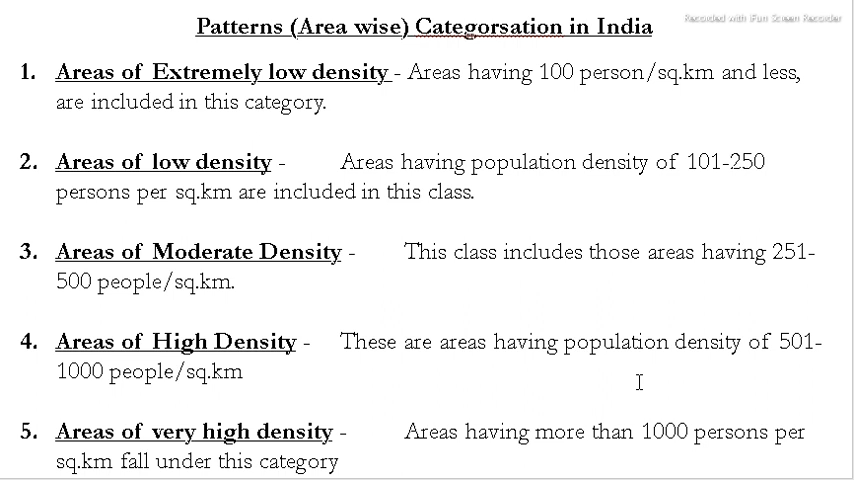 Patterns (Area wise) Categorsation in India
Recorded with iFun Screen Recorder
1. Areas of Extremely low density - Areas having 100 person/sq.km and less,
are included in this category.
2. Areas of low density - Areas having population density of 101-250
persons per sq.km are included in this class.
3. Areas of Moderate Density - This class includes those areas having 251-
500 people/sq.km.
4. Areas of High Density - These are areas having population density of 501-
1000 people/sq.km
5. Areas of very high density - Areas having more than 1000 persons per
sq.km fall under this category